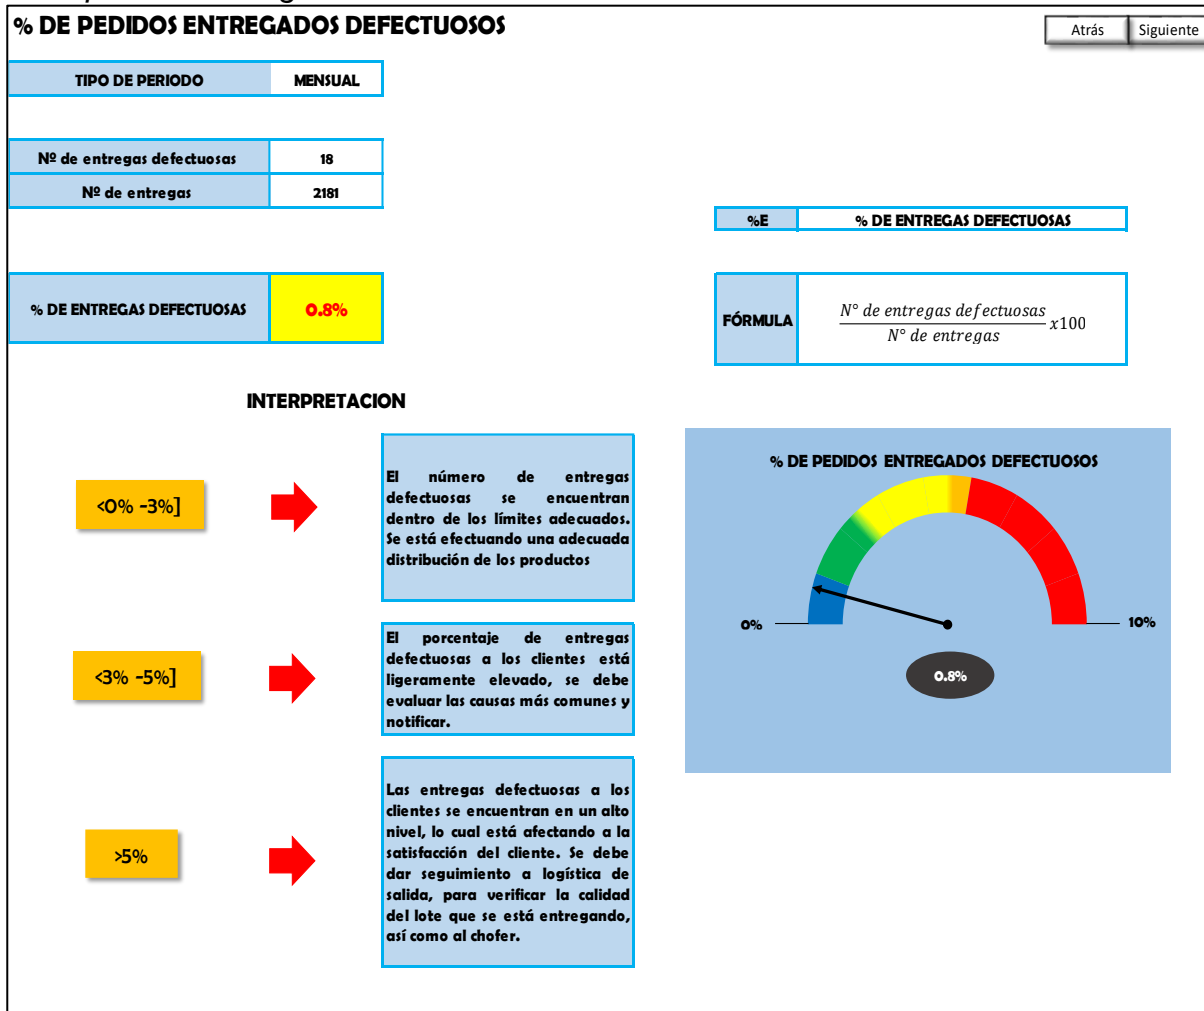 % DE PEDIDOS ENTREGADOS DEFECTUOSOS
Atrás
Siguiente
TIPO DE PERIODO MENSUAL
Nº de entregas defectuosas 18
Nº de entregas 2181
%E % DE ENTREGAS DEFECTUOSAS
% DE ENTREGAS DEFECTUOSAS 0.8%
FÓRMULA
N° de entregas defectuosas
N° de entregas
x100
INTERPRETACION
<0% -3%]
El número de entregas
defectuosas se encuentran
dentro de los límites adecuados.
Se está efectuando una adecuada
distribución de los productos
<3% -5%]
El porcentaje de entregas
defectuosas a los clientes está
ligeramente elevado, se debe
evaluar las causas más comunes y
notificar.
>5%
Las entregas defectuosas a los
clientes se encuentran en un alto
nivel, lo cual está afectando a la
satisfacción del cliente. Se debe
dar seguimiento a logística de
salida, para verificar la calidad
del lote que se está entregando,
así como al chofer.
% DE PEDIDOS ENTREGADOS DEFECTUOSOS
0%
10%
0.8%